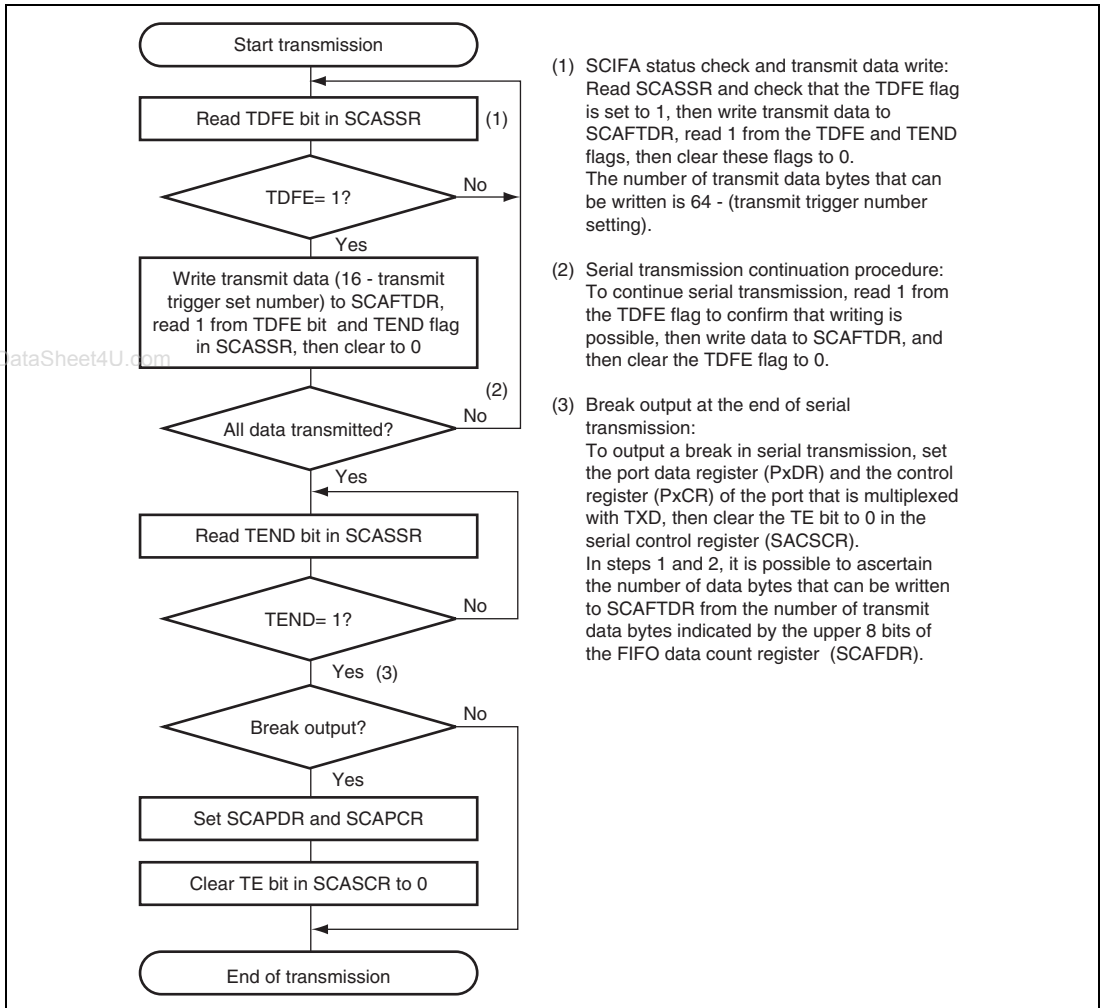 Start transmission
Read TDFE bit in SCASSR
(1)
TDFE= 1?
No
Yes
Write transmit data (16 - transmit
trigger set number) to SCAFTDR,
read 1 from TDFE bit  and TEND flag
in SCASSR, then clear to 0
(2)
All data transmitted?
No
Yes
Read TEND bit in SCASSR
TEND= 1?
No
Yes (3)
Break output?
No
Yes
Set SCAPDR and SCAPCR
Clear TE bit in SCASCR to 0
End of transmission
(1) SCIFA status check and transmit data write:
Read SCASSR and check that the TDFE flag
is set to 1, then write transmit data to
SCAFTDR, read 1 from the TDFE and TEND
flags, then clear these flags to 0.
The number of transmit data bytes that can
be written is 64 - (transmit trigger number
setting).
(2) Serial transmission continuation procedure:
To continue serial transmission, read 1 from
the TDFE flag to confirm that writing is
possible, then write data to SCAFTDR, and
then clear the TDFE flag to 0.
(3) Break output at the end of serial
transmission:
To output a break in serial transmission, set
the port data register (PxDR) and the control
register (PxCR) of the port that is multiplexed
with TXD, then clear the TE bit to 0 in the
serial control register (SACSCR).
In steps 1 and 2, it is possible to ascertain
the number of data bytes that can be written
to SCAFTDR from the number of transmit
data bytes indicated by the upper 8 bits of
the FIFO data count register  (SCAFDR).
DataSheet4U.com